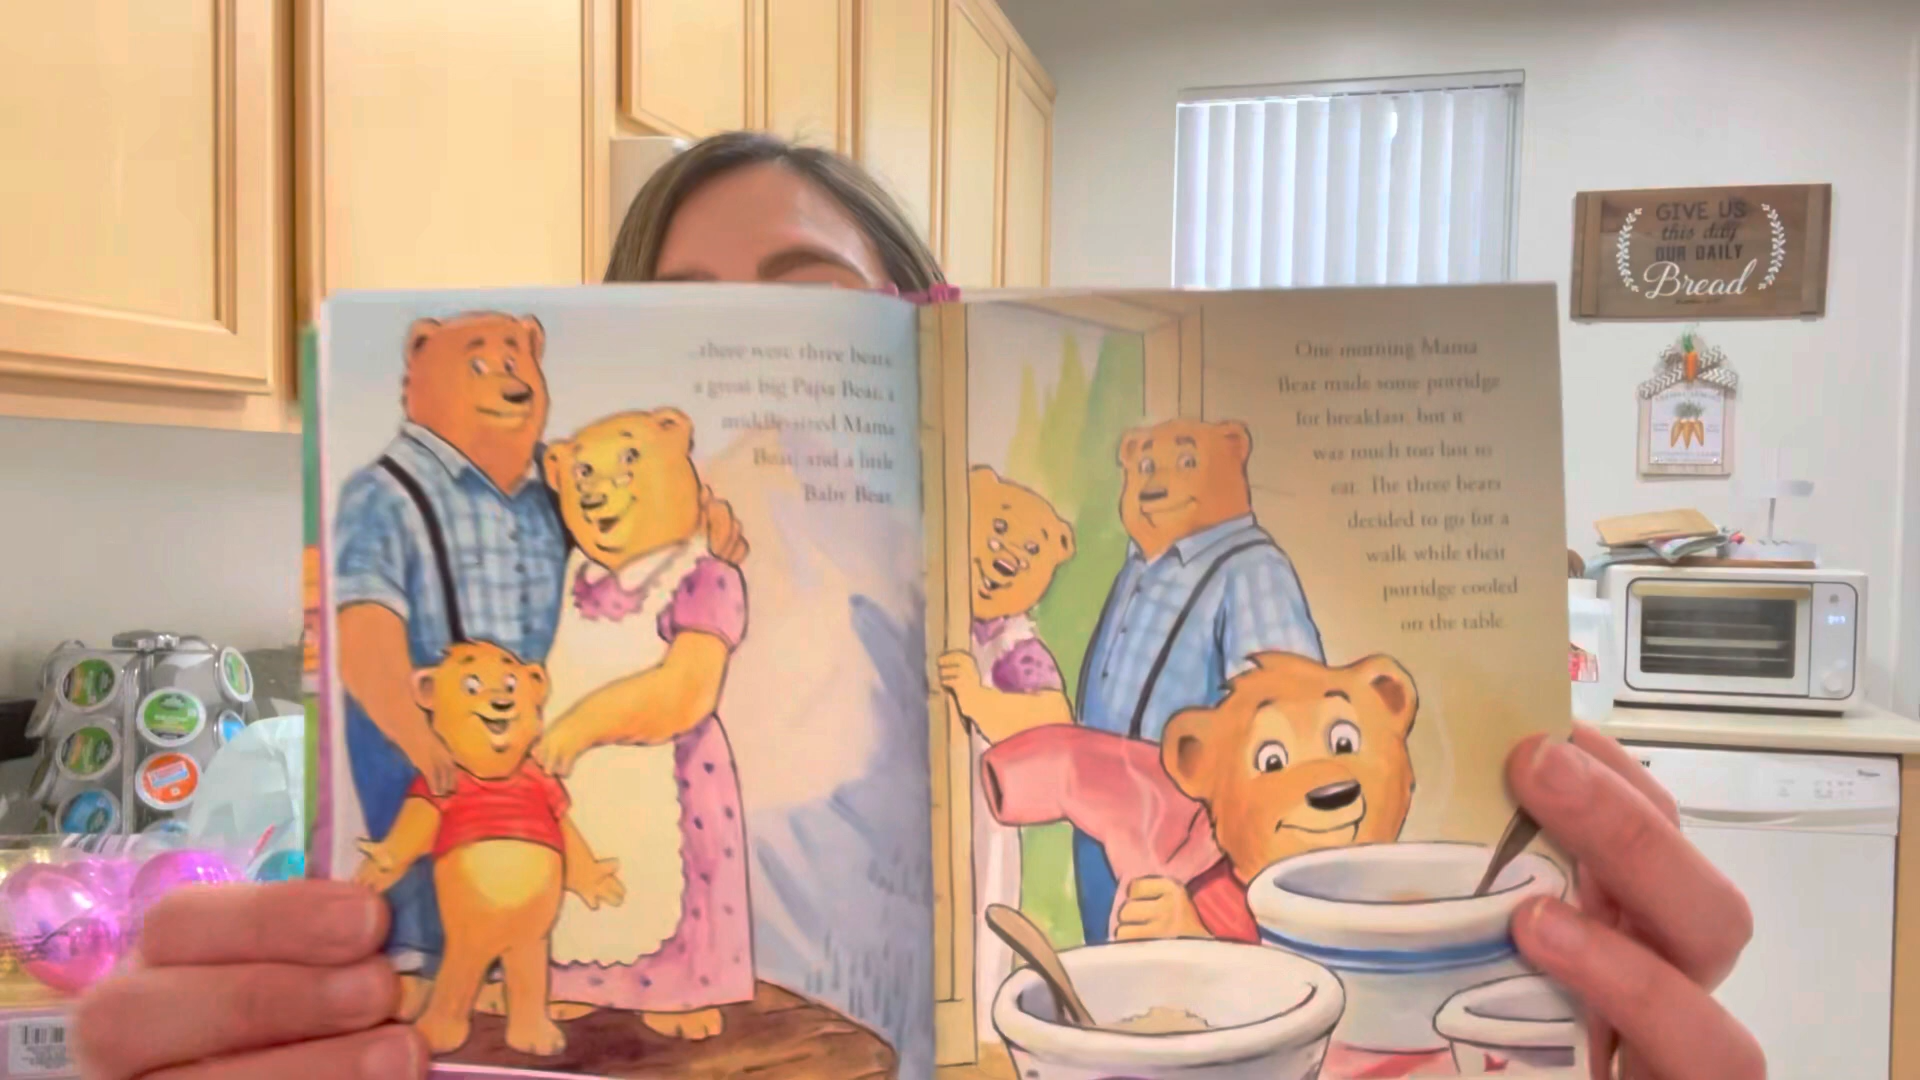 GIVE US
this day
OUR DAILY
Bread
...there were three bears
a great big Papa Bear, a
middle-sized Mama
Bear, and a little
Baby Bear.
One morning Mama
Bear made some porridge
for breakfast, but it
was much too hot to
eat. The three bears
decided to go for a
walk while their
porridge cooled
on the table.